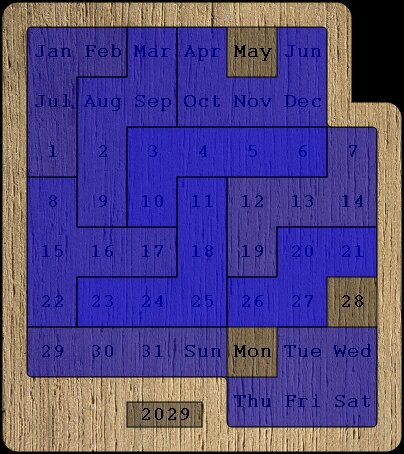 Jan Feb Mar Apr May Jun
Jul Aug Sep Oct Nov Dec
1 2 3 4 5 6 7
8 9 10 11 12 13 14
15 16 17 18 19 20 21
22 23 24 25 26 27 28
29 30 31 Sun Mon Tue Wed
Thu Fri Sat
2029